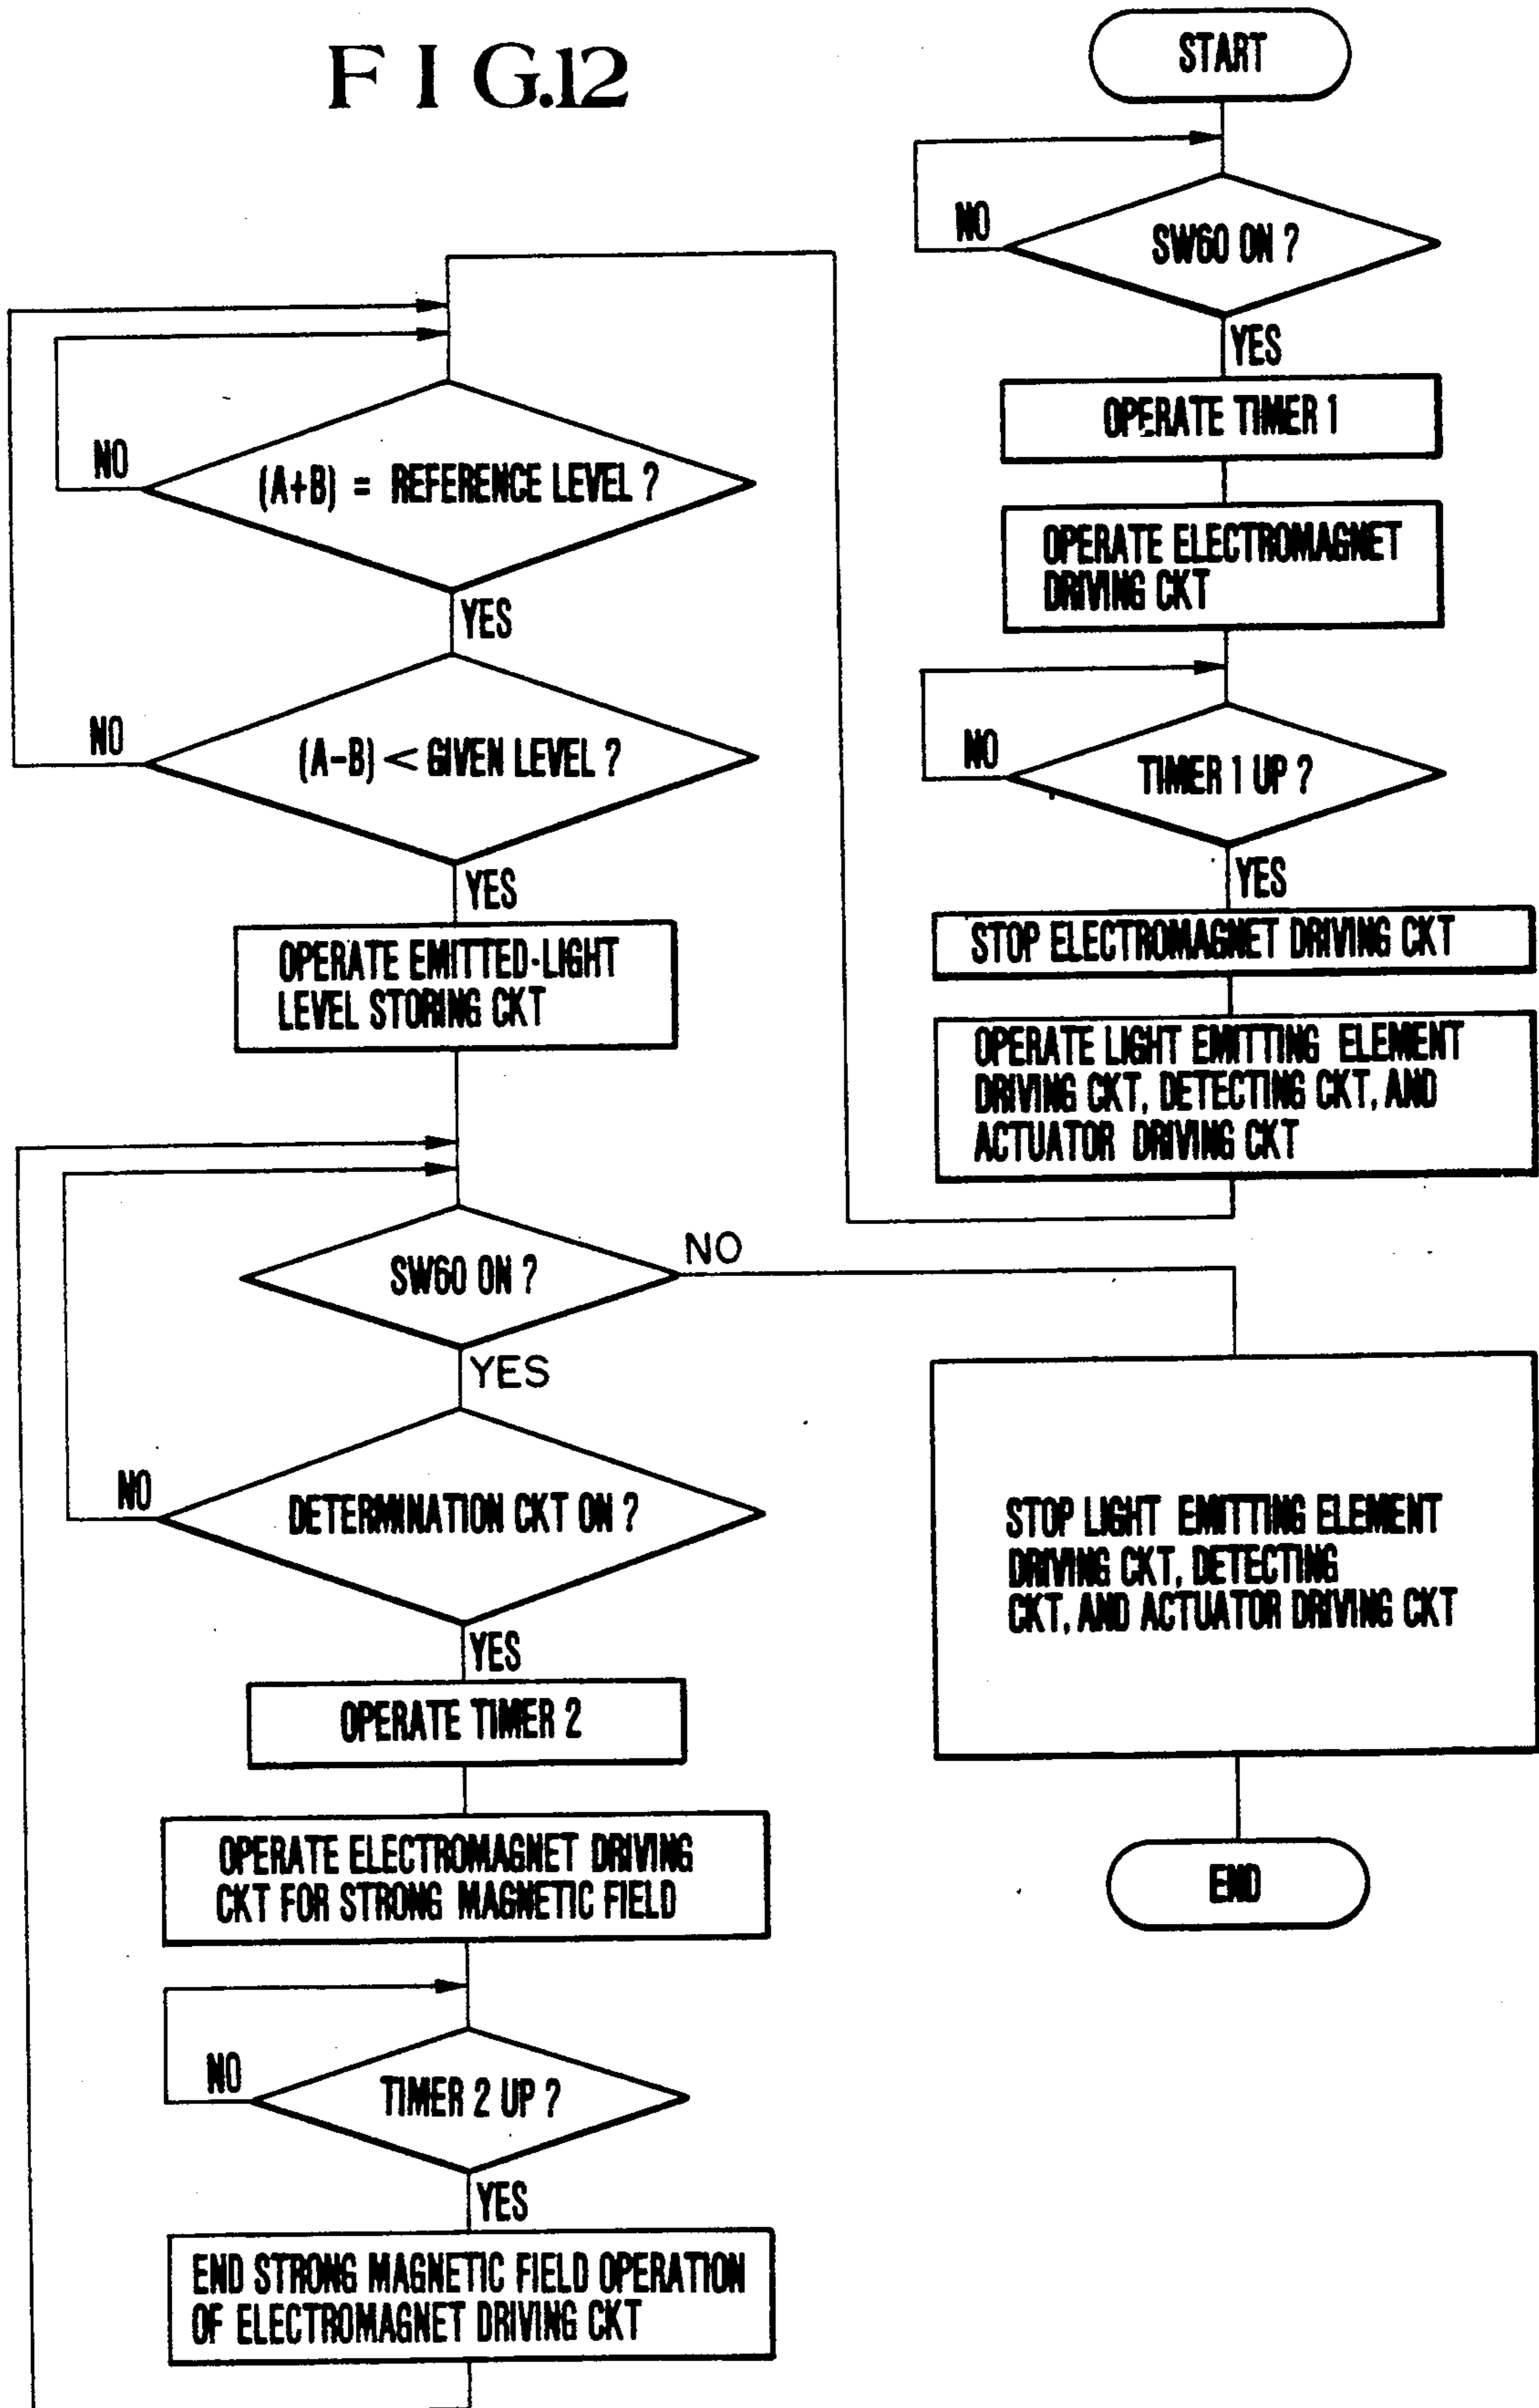 FIG.12
START
SW60 ON ?
NO
YES
OPERATE TIMER 1
OPERATE ELECTROMAGNET
DRIVING CKT
TIMER 1 UP ?
NO
YES
STOP ELECTROMAGNET DRIVING CKT
OPERATE LIGHT EMITTING ELEMENT
DRIVING CKT, DETECTING CKT, AND
ACTUATOR DRIVING CKT
(A+B) = REFERENCE LEVEL ?
NO
YES
(A-B) < GIVEN LEVEL ?
NO
YES
OPERATE EMITTED-LIGHT
LEVEL STORING CKT
SW60 ON ?
NO
YES
DETERMINATION CKT ON ?
NO
YES
OPERATE TIMER 2
OPERATE ELECTROMAGNET DRIVING
CKT FOR STRONG MAGNETIC FIELD
TIMER 2 UP ?
NO
YES
END STRONG MAGNETIC FIELD OPERATION
OF ELECTROMAGNET DRIVING CKT
STOP LIGHT EMITTING ELEMENT
DRIVING CKT, DETECTING
CKT, AND ACTUATOR DRIVING CKT
END